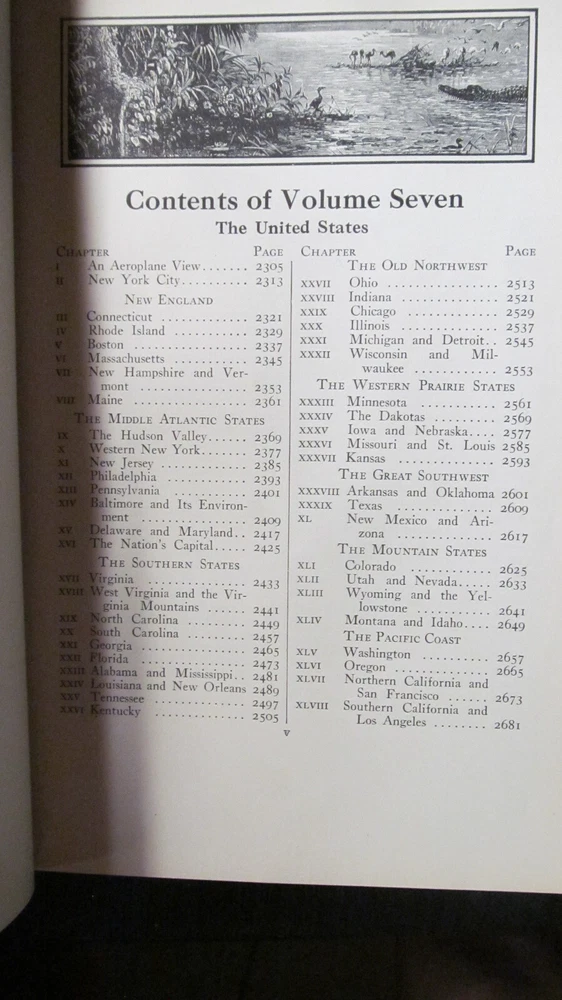 Contents of Volume Seven
The United States
CHAPTER PAGE
I An Aeroplane View....... 2305
II New York City........... 2313
NEW ENGLAND
III Connecticut ............ 2321
IV Rhode Island ............ 2329
V Boston ................. 2337
VI Massachusetts ........... 2345
VII New Hampshire and Ver-
mont ................ 2353
VIII Maine .................. 2361
THE MIDDLE ATLANTIC STATES
IX The Hudson Valley...... 2369
X Western New York....... 2377
XI New Jersey ............. 2385
XII Philadelphia ............ 2393
XIII Pennsylvania ........... 2401
XIV Baltimore and Its Environ-
ment ................ 2409
XV Delaware and Maryland.. 2417
XVI The Nation's Capital..... 2425
THE SOUTHERN STATES
XVII Virginia ............... 2433
XVIII West Virginia and the Vir-
ginia Mountains ...... 2441
XIX North Carolina .......... 2449
XX South Carolina .......... 2457
XXI Georgia ................ 2465
XXII Florida ................ 2473
XXIII Alabama and Mississippi.. 2481
XXIV Louisiana and New Orleans 2489
XXV Tennessee .............. 2497
XXVI Kentucky .............. 2505
CHAPTER PAGE
THE OLD NORTHWEST
XXVII Ohio ................. 2513
XXVIII Indiana ............... 2521
XXIX Chicago ............... 2529
XXX Illinois ............... 2537
XXXI Michigan and Detroit.. 2545
XXXII Wisconsin and Mil-
waukee ............ 2553
THE WESTERN PRAIRIE STATES
XXXIII Minnesota ........... 2561
XXXIV The Dakotas ......... 2569
XXXV Iowa and Nebraska.... 2577
XXXVI Missouri and St. Louis 2585
XXXVII Kansas .............. 2593
THE GREAT SOUTHWEST
XXXVIII Arkansas and Oklahoma 2601
XXXIX Texas ............... 2609
XL New Mexico and Ari-
zona ............... 2617
THE MOUNTAIN STATES
XLI Colorado ............. 2625
XLII Utah and Nevada..... 2633
XLIII Wyoming and the Yel-
lowstone ........... 2641
XLIV Montana and Idaho.... 2649
THE PACIFIC COAST
XLV Washington .......... 2657
XLVI Oregon .............. 2665
XLVII Northern California and
San Francisco ...... 2673
XLVIII Southern California and
Los Angeles ........ 2681
v